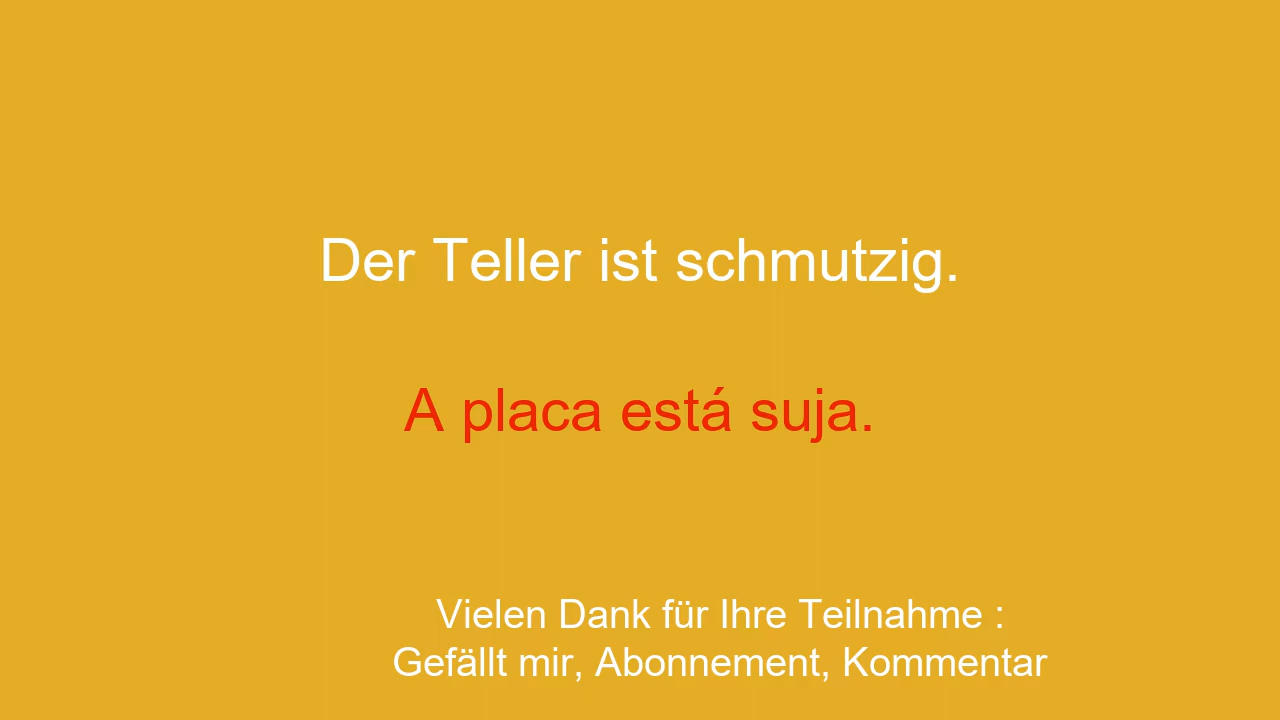 Der Teller ist schmutzig.
A placa está suja.
Vielen Dank für Ihre Teilnahme :
Gefällt mir, Abonnement, Kommentar